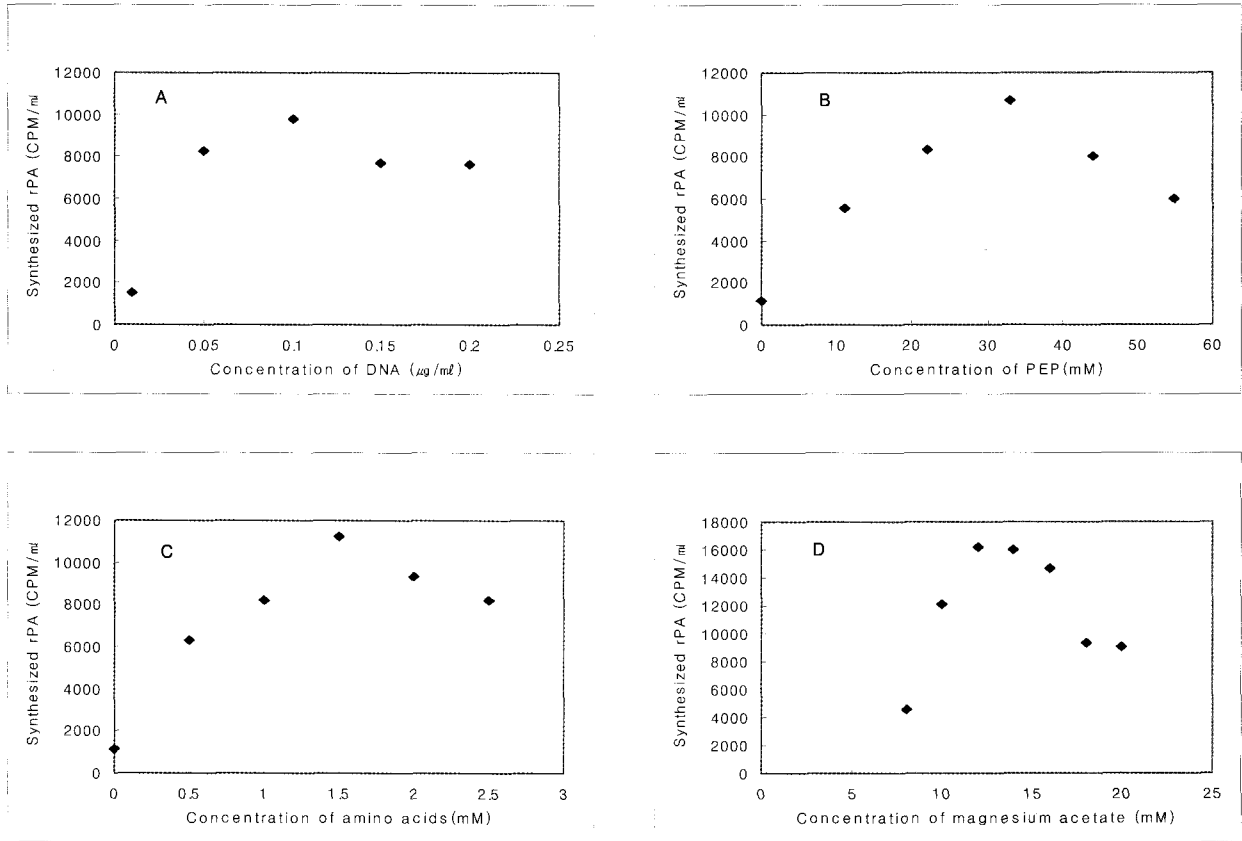 A
Synthesized rPA (CPM/㎖
12000
10000
8000
6000
4000
2000
0
0 0.05 0.1 0.15 0.2 0.25
Concentration of DNA (㎍/㎖)
B
Synthesized rPA (CPM/㎖
12000
10000
8000
6000
4000
2000
0
0 10 20 30 40 50 60
Concentration of PEP(mM)
C
Synthesized rPA (CPM/㎖
12000
10000
8000
6000
4000
2000
0
0 0.5 1 1.5 2 2.5 3
Concentration of amino acids(mM)
D
Synthesized rPA (CPM/㎖
18000
16000
14000
12000
10000
8000
6000
4000
2000
0
0 5 10 15 20 25
Concentration of magnesium acetate (mM)